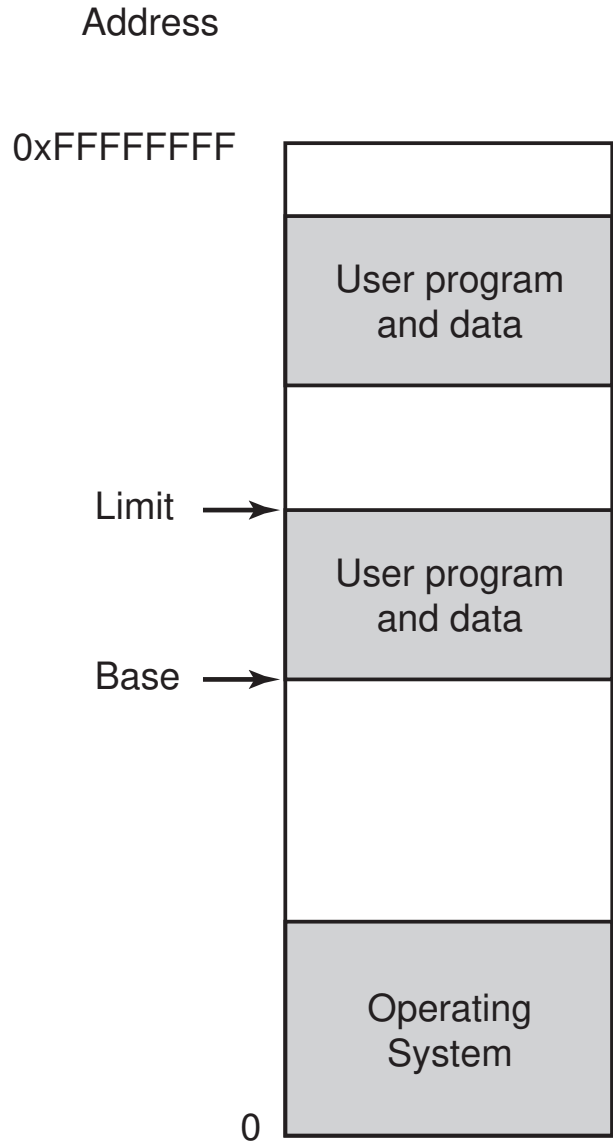 Address
0xFFFFFFFF
User program
and data
Limit
User program
and data
Base
Operating
System
0